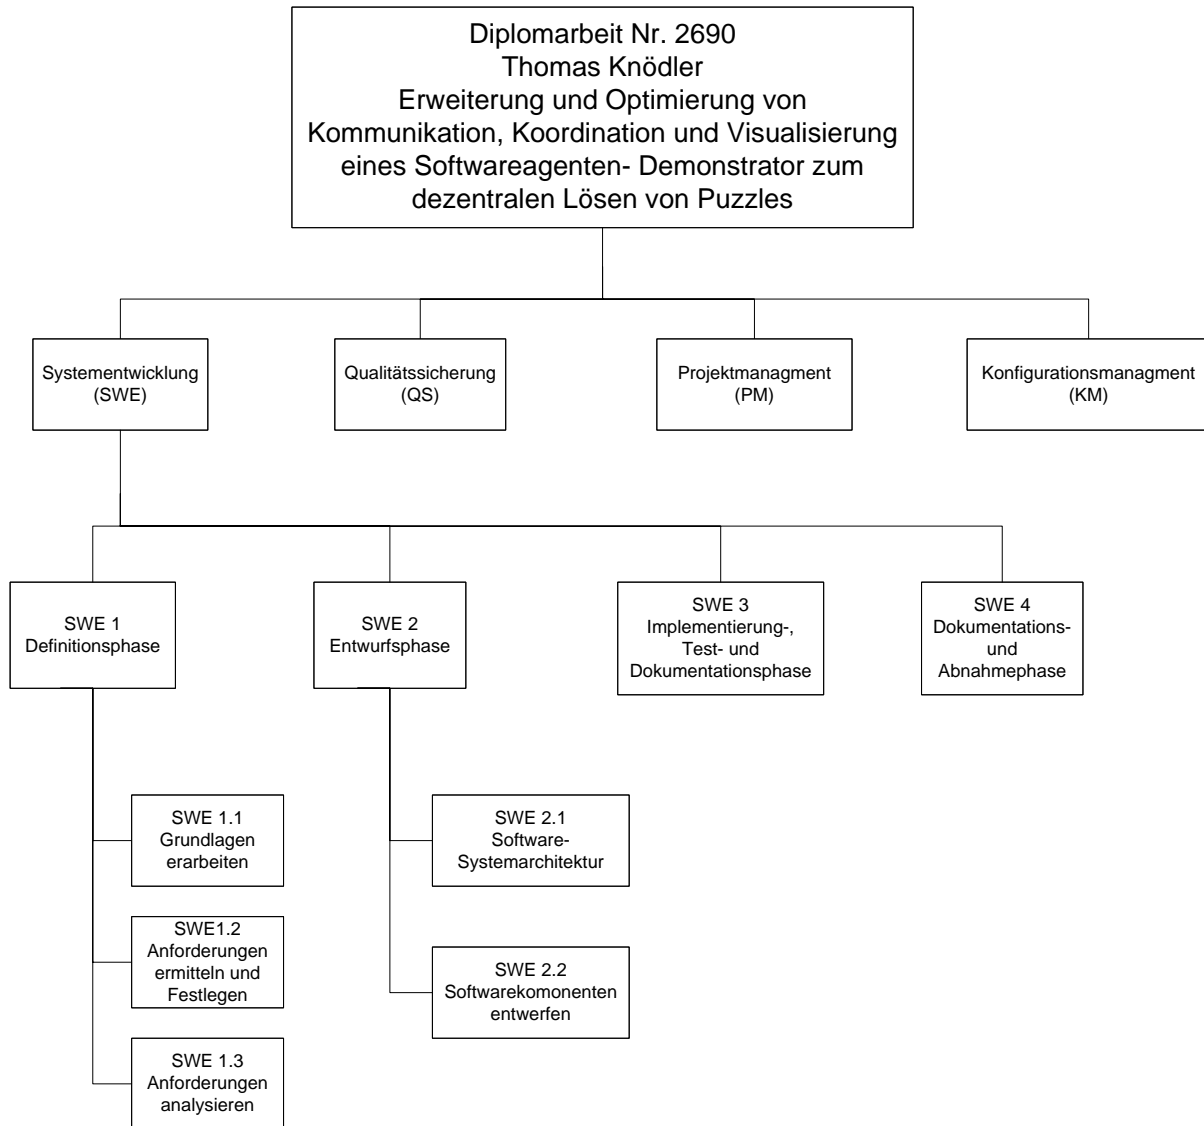 Diplomarbeit Nr. 2690
Thomas Knödler
Erweiterung und Optimierung von
Kommunikation, Koordination und Visualisierung
eines Softwareagenten- Demonstrator zum
dezentralen Lösen von Puzzles
Systementwicklung
(SWE)
Qualitätssicherung
(QS)
Projektmanagment
(PM)
Konfigurationsmanagment
(KM)
SWE 1
Definitionsphase
SWE 2
Entwurfsphase
SWE 3
Implementierung-,
Test- und
Dokumentationsphase
SWE 4
Dokumentations-
und
Abnahmephase
SWE 1.1
Grundlagen
erarbeiten
SWE1.2
Anforderungen
ermitteln und
Festlegen
SWE 1.3
Anforderungen
analysieren
SWE 2.1
Software-
Systemarchitektur
SWE 2.2
Softwarekomonenten
entwerfen